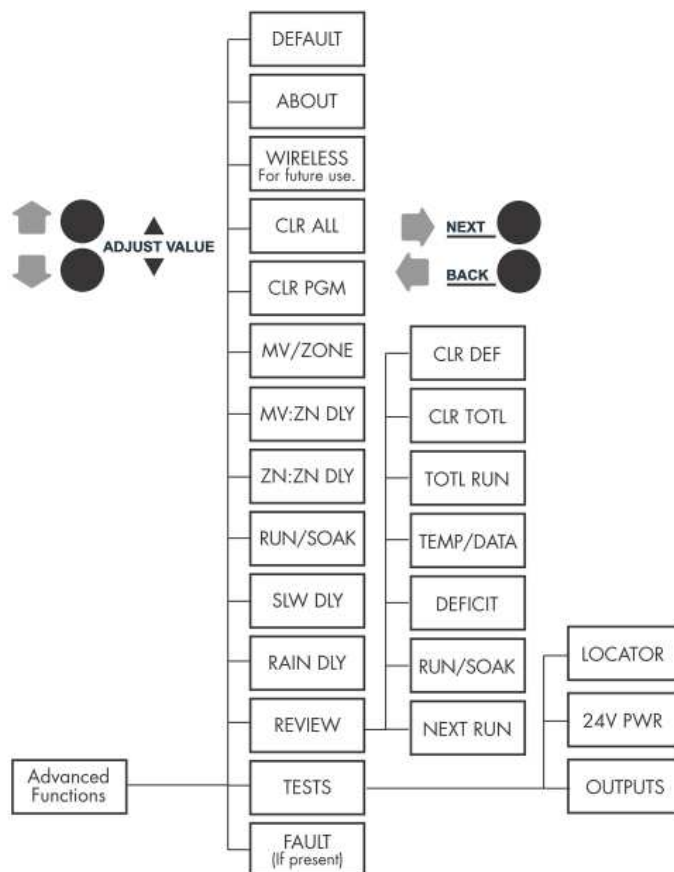 DEFAULT
ABOUT
WIRELESS
For future use.
CLR ALL
ADJUST VALUE
NEXT
BACK
CLR PGM
MV/ZONE
CLR DEF
MV:ZN DLY
CLR TOTL
ZN:ZN DLY
TOTL RUN
RUN/SOAK
TEMP/DATA
SLW DLY
DEFICIT
RAIN DLY
RUN/SOAK
LOCATOR
REVIEW
NEXT RUN
24V PWR
Advanced
Functions
TESTS
OUTPUTS
FAULT
(If present)